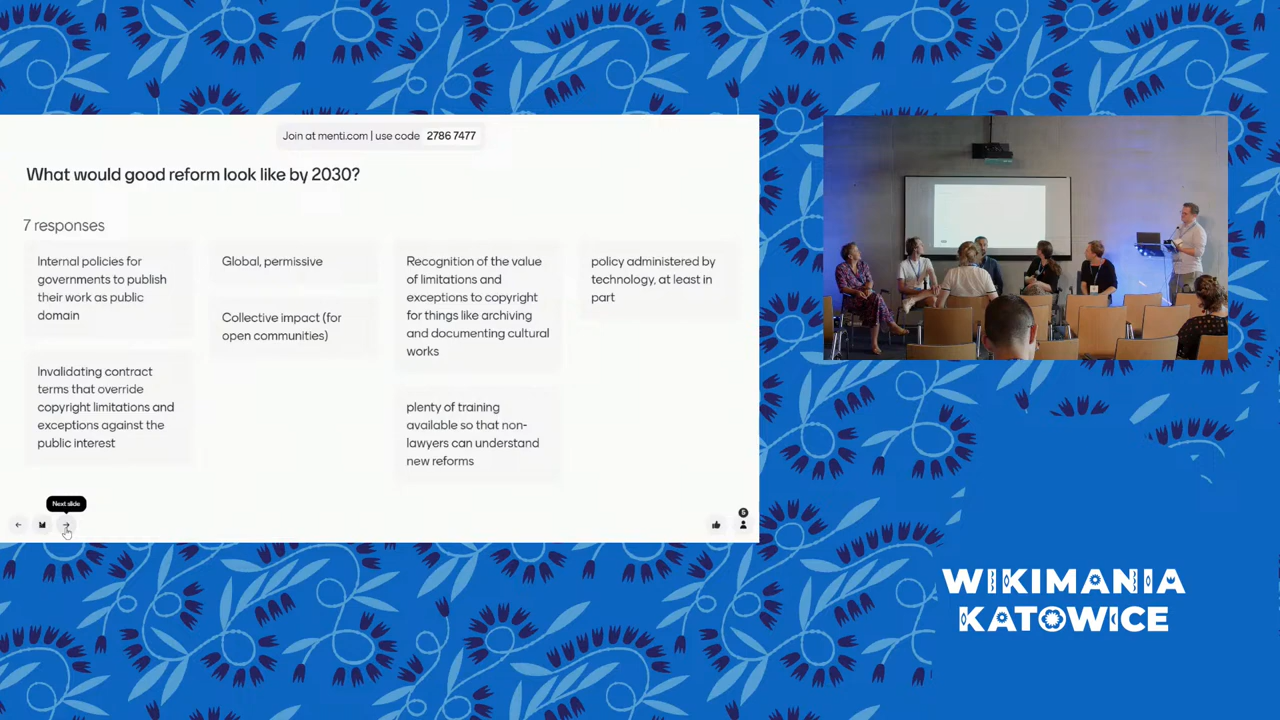 Join at menti.com | use code 2786 7477
What would good reform look like by 2030?
7 responses
Internal policies for
governments to publish
their work as public
domain
Invalidating contract
terms that override
copyright limitations and
exceptions against the
public interest
Global, permissive
Collective impact (for
open communities)
Recognition of the value
of limitations and
exceptions to copyright
for things like archiving
and documenting cultural
works
plenty of training
available so that non-
lawyers can understand
new reforms
policy administered by
technology, at least in
part
Next slide
5
WIKIMANIA
KATOWICE